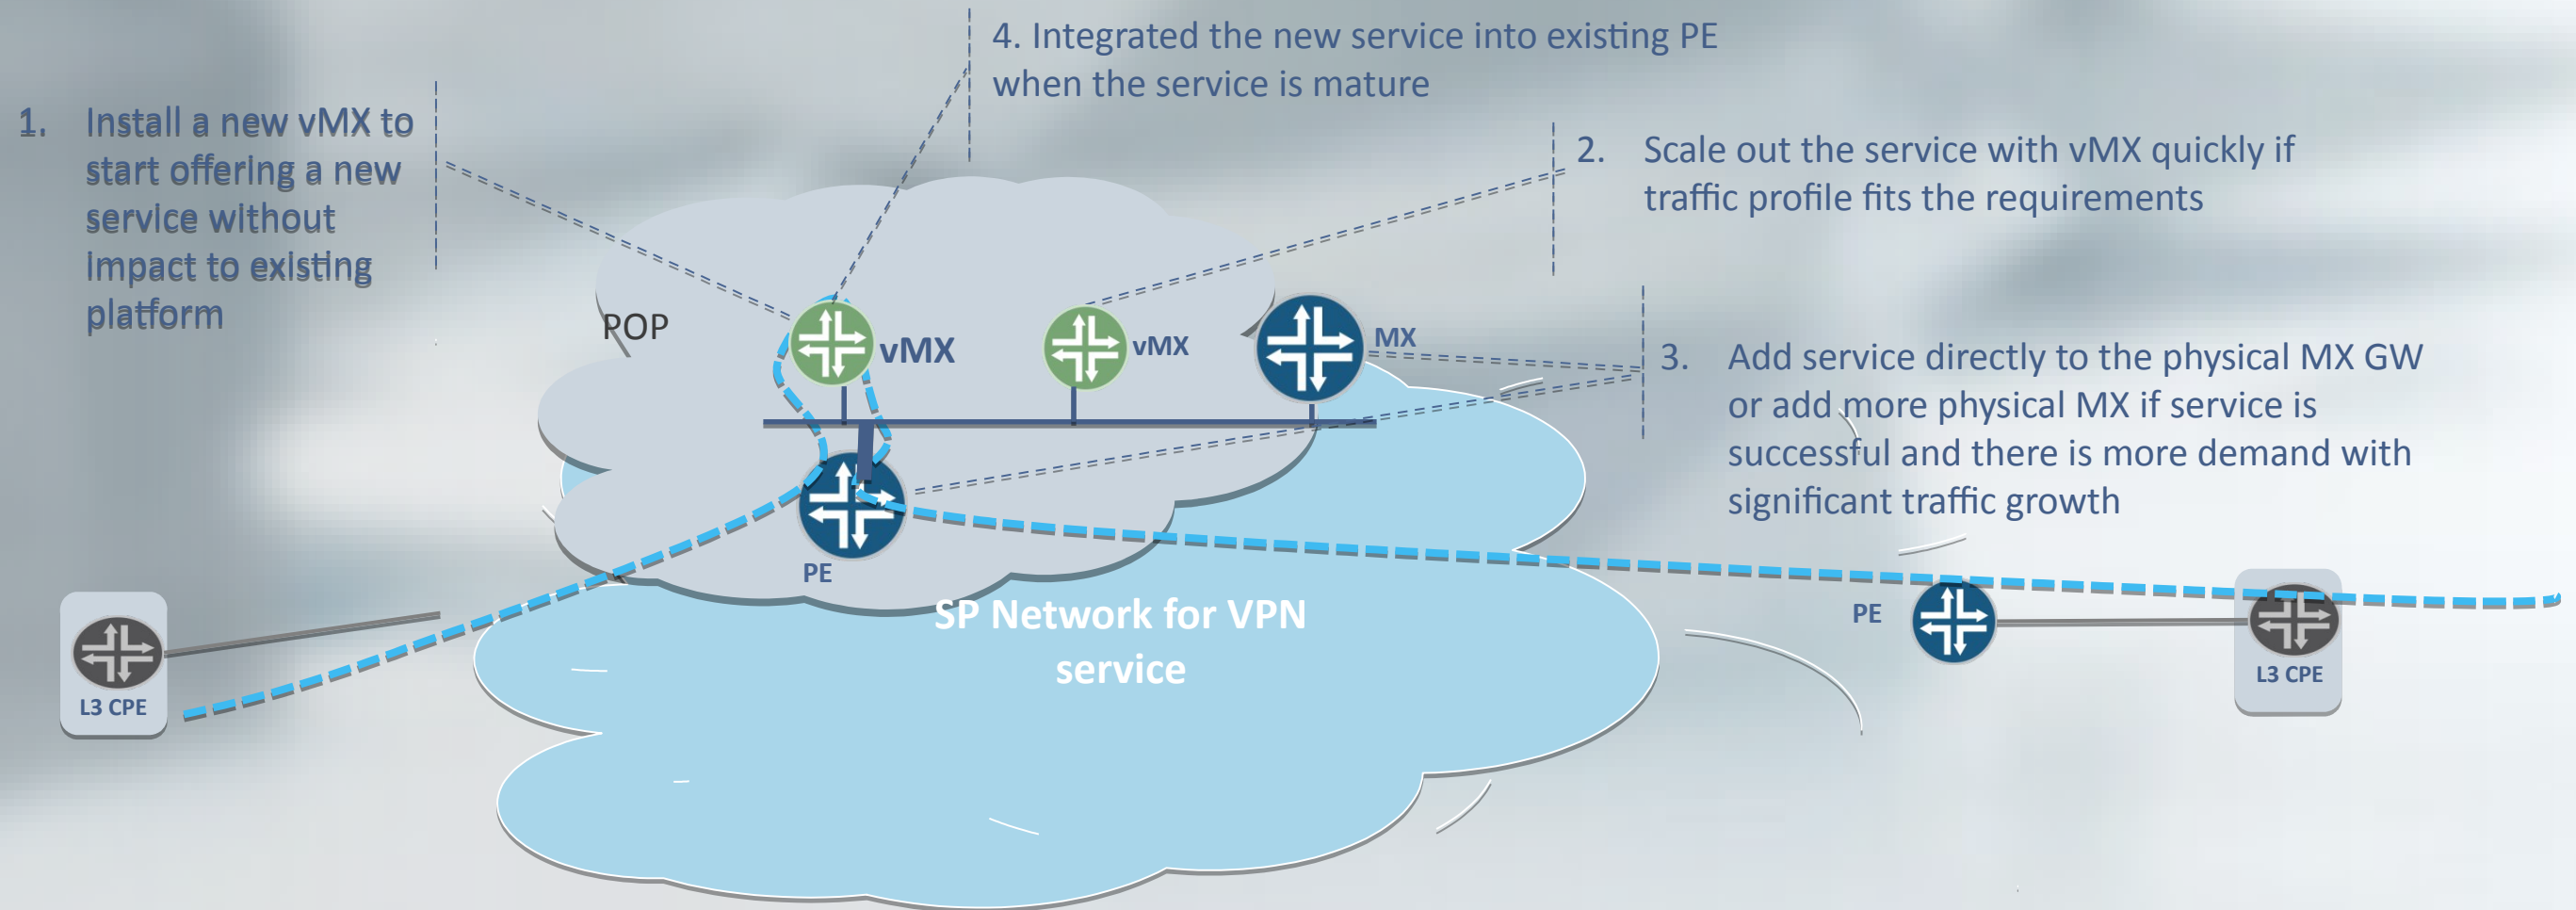 4. Integrated the new service into existing PE
when the service is mature
1. Install a new vMX to
start offering a new
service without
impact to existing
platform
2. Scale out the service with vMX quickly if
traffic profile fits the requirements
POP
vMX
vMX
MX
3. Add service directly to the physical MX GW
or add more physical MX if service is
successful and there is more demand with
significant traffic growth
PE
SP Network for VPN
service
PE
L3 CPE
L3 CPE